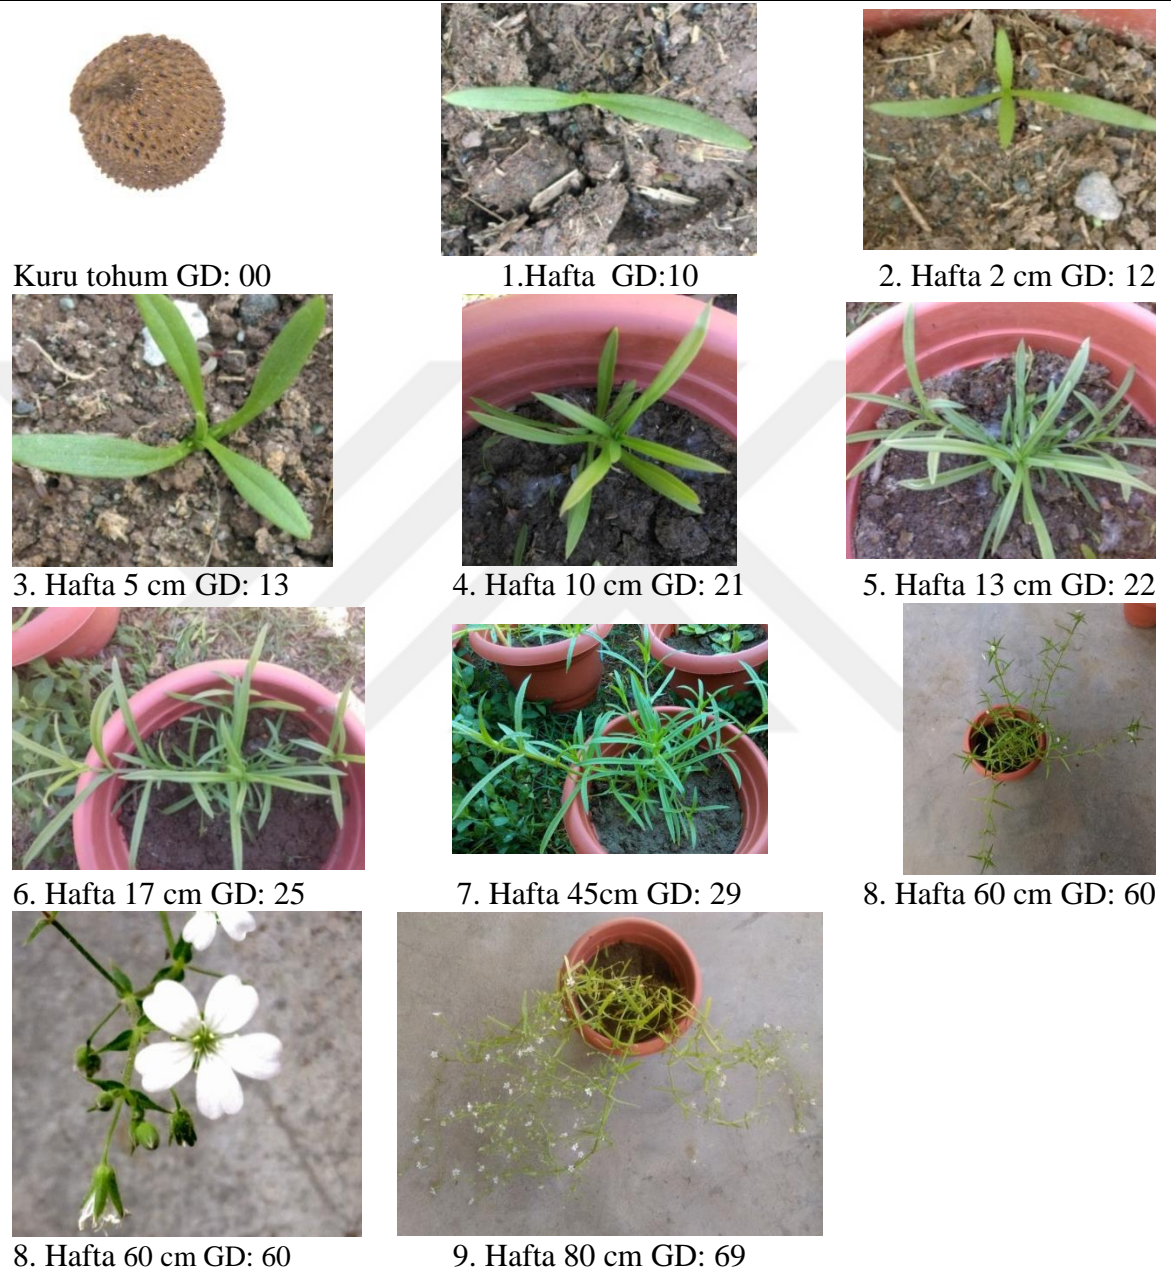 Kuru tohum GD: 00 1.Hafta GD:10 2. Hafta 2 cm GD: 12
3. Hafta 5 cm GD: 13 4. Hafta 10 cm GD: 21 5. Hafta 13 cm GD: 22
6. Hafta 17 cm GD: 25 7. Hafta 45cm GD: 29 8. Hafta 60 cm GD: 60
8. Hafta 60 cm GD: 60 9. Hafta 80 cm GD: 69